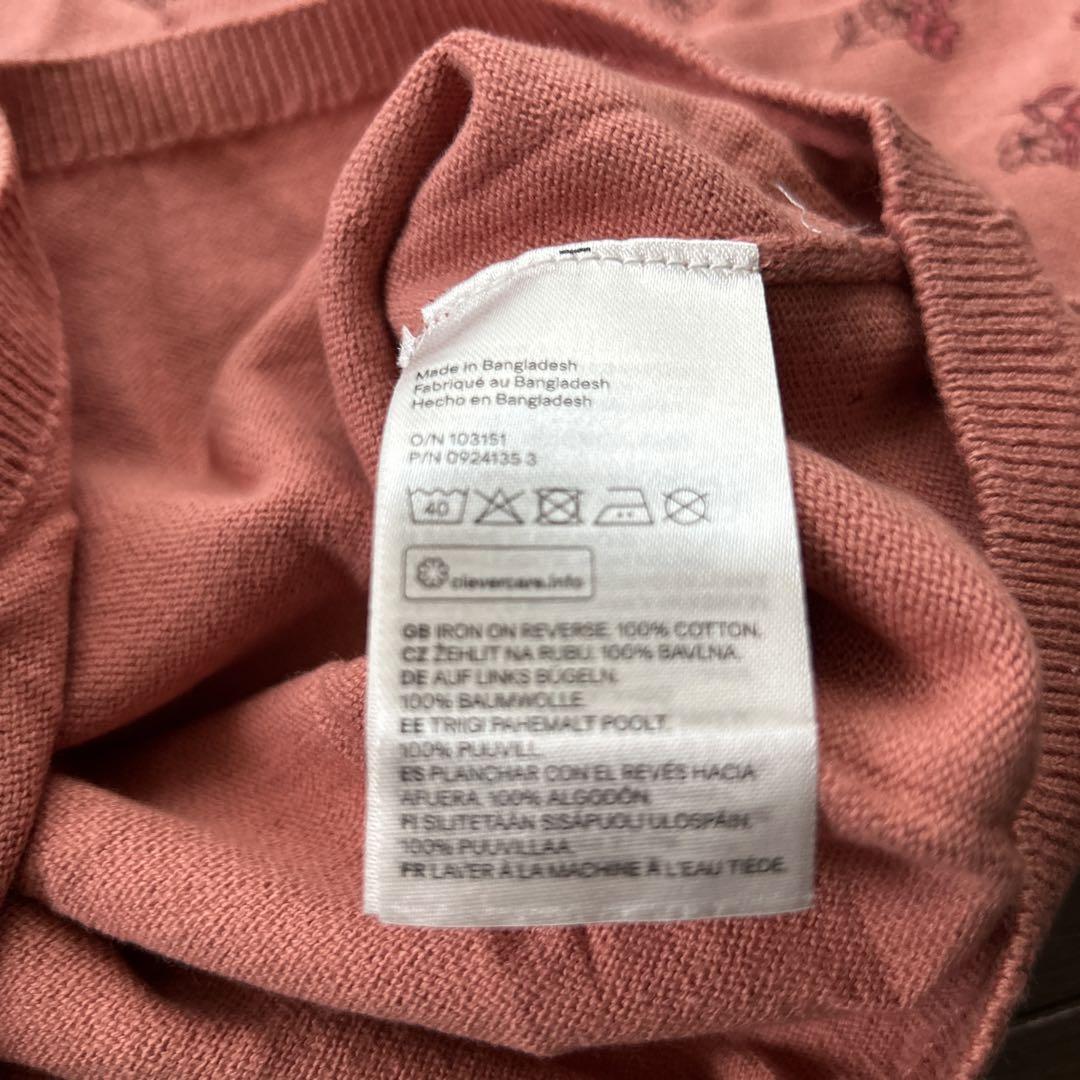 Made in Bangladesh
Fabriqué au Bangladesh
Hecho en Bangladesh
O/N 103151
P/N 0924135 3
40
clevercare.info
GB IRON ON REVERSE. 100% COTTON.
CZ ŽEHLIT NA RUBU. 100% BAVLNA.
DE AUF LINKS BÜGELN.
100% BAUMWOLLE.
EE TRIIGI PAHEMALT POOLT.
100% PUUVILL.
ES PLANCHAR CON EL REVÉS HACIA
AFUERA. 100% ALGODÓN.
FI SILITETÄÄN SISÄPUOLI ULOSPÄIN.
100% PUUVILLAA.
FR LAVER À LA MACHINE À L'EAU TIÈDE.